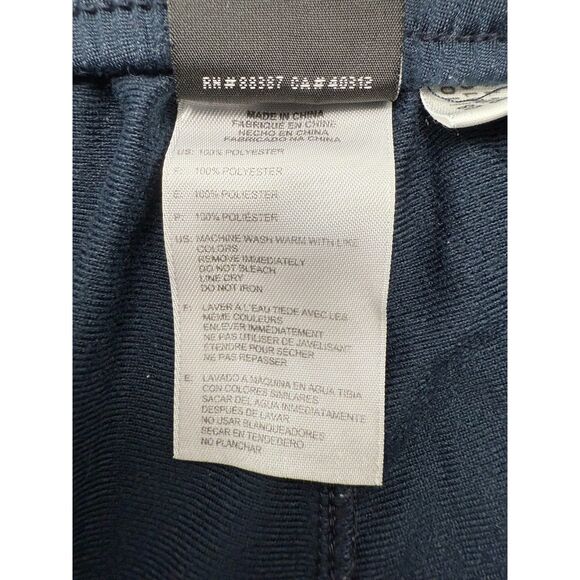 RN#88387 CA#40312
MADE IN CHINA
FABRIQUÉ EN CHINE
HECHO EN CHINA
FABRICADO NA CHINA
US: 100% POLYESTER
F: 100% POLYESTER
E: 100% POLIÉSTER
P: 100% POLIÉSTER
US: MACHINE WASH WARM WITH LIKE
COLORS
REMOVE IMMEDIATELY
DO NOT BLEACH
LINE DRY
DO NOT IRON
F: LAVER À L'EAU TIEDE AVEC LES
MÊME COULEURS
ENLEVER IMMÉDIATEMENT
NE PAS UTILISER DE JAVELISANT
ÉTENDRE POUR SÉCHER
NE PAS REPASSER
E: LAVADO A MAQUINA EN AGUA TIBIA
CON COLORES SIMILARES
SACAR DEL AGUA INMEDIATAMENTE
DESPUÉS DE LAVAR
NO USAR BLANQUEADORES
SECAR EN TENDEBERO
NO PLANCHAR